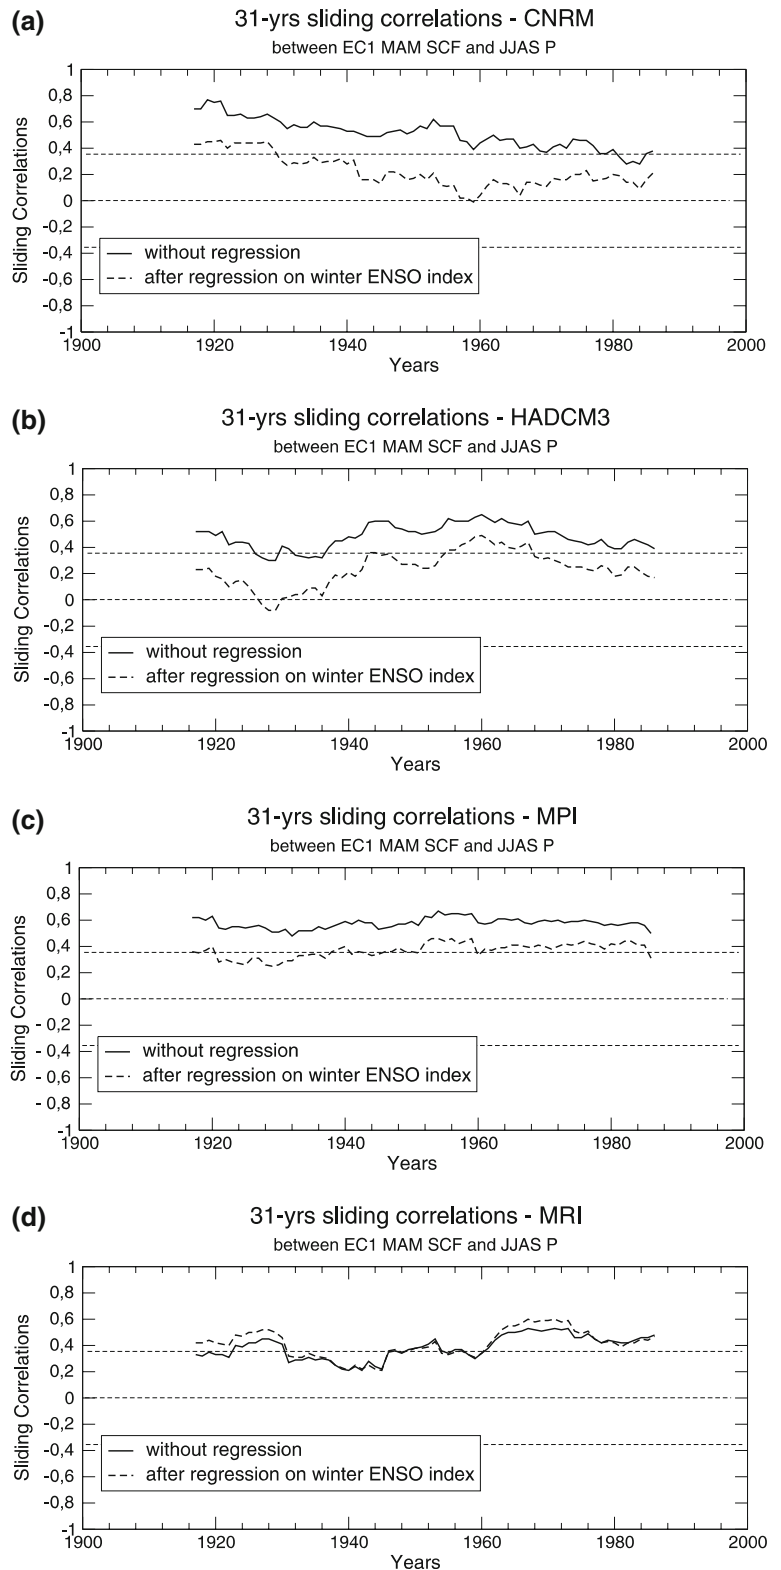 (a)
31-yrs sliding correlations - CNRM
between EC1 MAM SCF and JJAS P
Sliding Correlations
1
0,8
0,6
0,4
0,2
0
-0,2
-0,4
-0,6
-0,8
-1
without regression
after regression on winter ENSO index
1900 1920 1940 1960 1980 2000
Years
(b)
31-yrs sliding correlations - HADCM3
between EC1 MAM SCF and JJAS P
Sliding Correlations
1
0,8
0,6
0,4
0,2
0
-0,2
-0,4
-0,6
-0,8
-1
without regression
after regression on winter ENSO index
1900 1920 1940 1960 1980 2000
Years
(c)
31-yrs sliding correlations - MPI
between EC1 MAM SCF and JJAS P
Sliding Correlations
1
0,8
0,6
0,4
0,2
0
- 0,2
- 0,4
- 0,6
- 0,8
-1
without regression
after regression on winter ENSO index
1900 1920 1940 1960 1980 2000
Years
(d)
31-yrs sliding correlations - MRI
between EC1 MAM SCF and JJAS P
Sliding Correlations
1
0,8
0,6
0,4
0,2
0
-0,2
-0,4
-0,6
-0,8
-1
without regression
after regression on winter ENSO index
1900 1920 1940 1960 1980 2000
Years